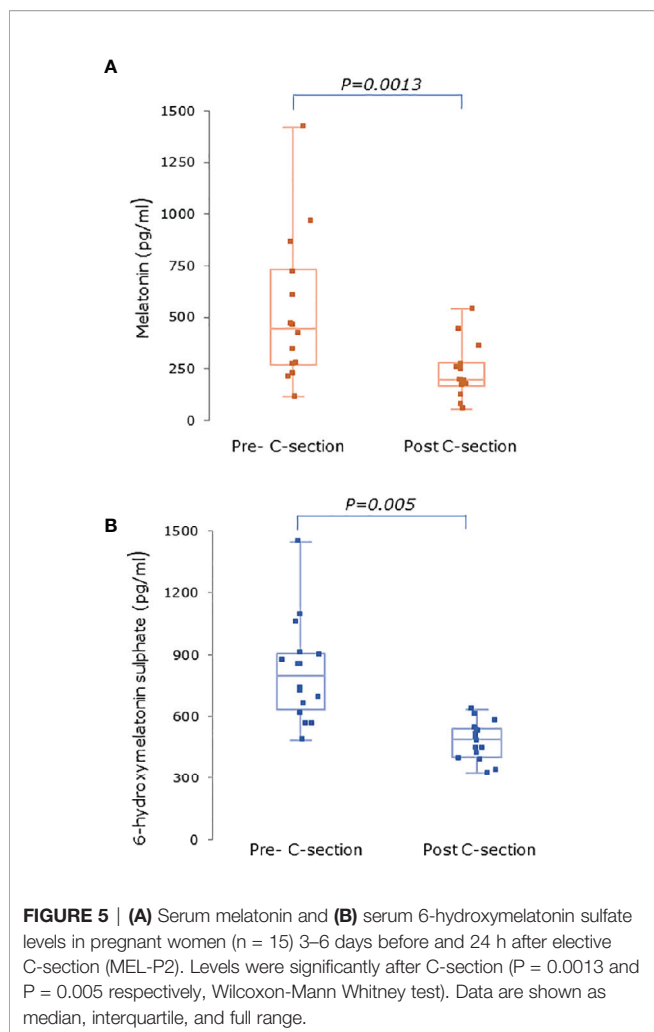 A
P=0.0013
1500
1250
1000
750
500
250
0
Melatonin (pg/ml)
Pre- C-section Post C-section
B
P=0.005
1500
1200
900
600
300
0
6-hydroxymelatonin sulphate (pg/ml)
Pre- C-section Post C-section
FIGURE 5 | (A) Serum melatonin and (B) serum 6-hydroxymelatonin sulfate
levels in pregnant women (n = 15) 3–6 days before and 24 h after elective
C-section (MEL-P2). Levels were significantly after C-section (P = 0.0013 and
P = 0.005 respectively, Wilcoxon-Mann Whitney test). Data are shown as
median, interquartile, and full range.